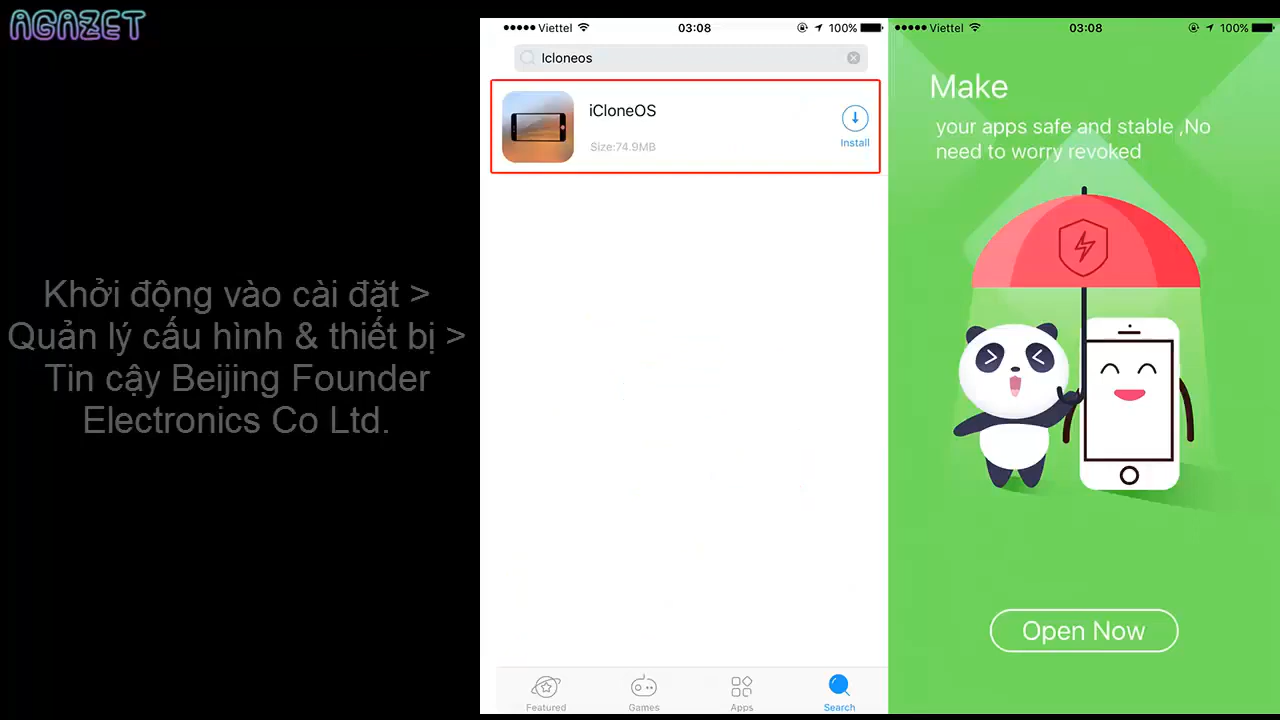 AGAZET
Khởi động vào cài đặt >
Quản lý cấu hình & thiết bị >
Tin cậy Beijing Founder
Electronics Co Ltd.
Viettel 03:08 100%
Icloneos
iCloneOS
Size:74.9MB
Install
Featured Games Apps Search
Viettel 03:08 100%
Make
your apps safe and stable ,No
need to worry revoked
Open Now